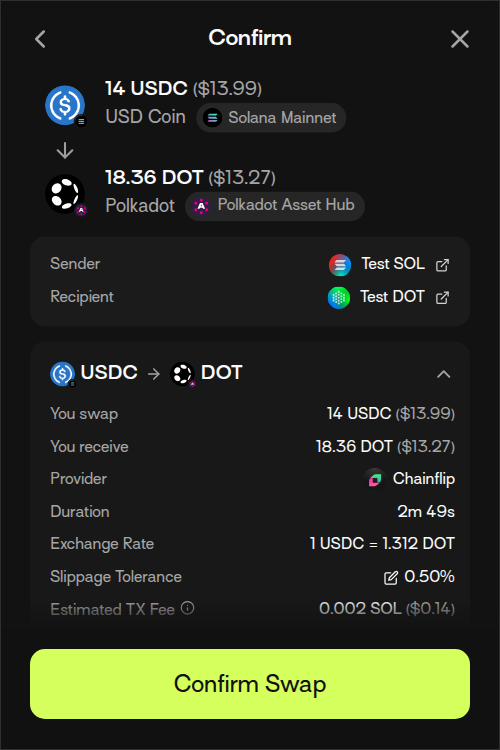 Confirm
14 USDC ($13.99)
USD Coin Solana Mainnet
18.36 DOT ($13.27)
Polkadot Polkadot Asset Hub
Sender Test SOL
Recipient Test DOT
USDC → DOT
You swap 14 USDC ($13.99)
You receive 18.36 DOT ($13.27)
Provider Chainflip
Duration 2m 49s
Exchange Rate 1 USDC = 1.312 DOT
Slippage Tolerance 0.50%
Estimated TX Fee 0.002 SOL ($0.14)
Confirm Swap